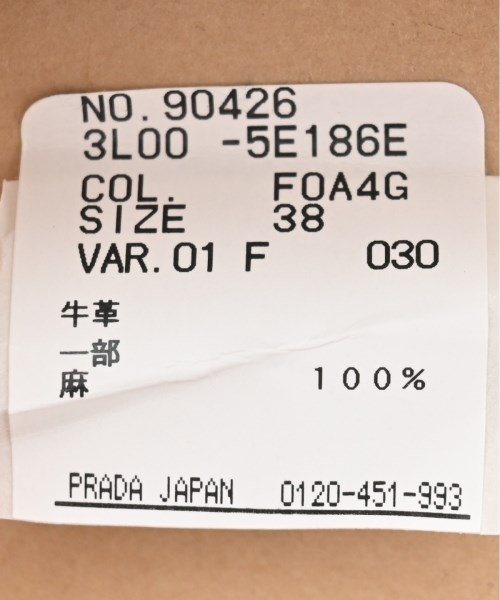 NO.90426
3L00 -5E186E
COL. F0A4G
SIZE 38
VAR.01 F 030
牛革
一部
麻 100%
PRADA JAPAN 0120-451-993